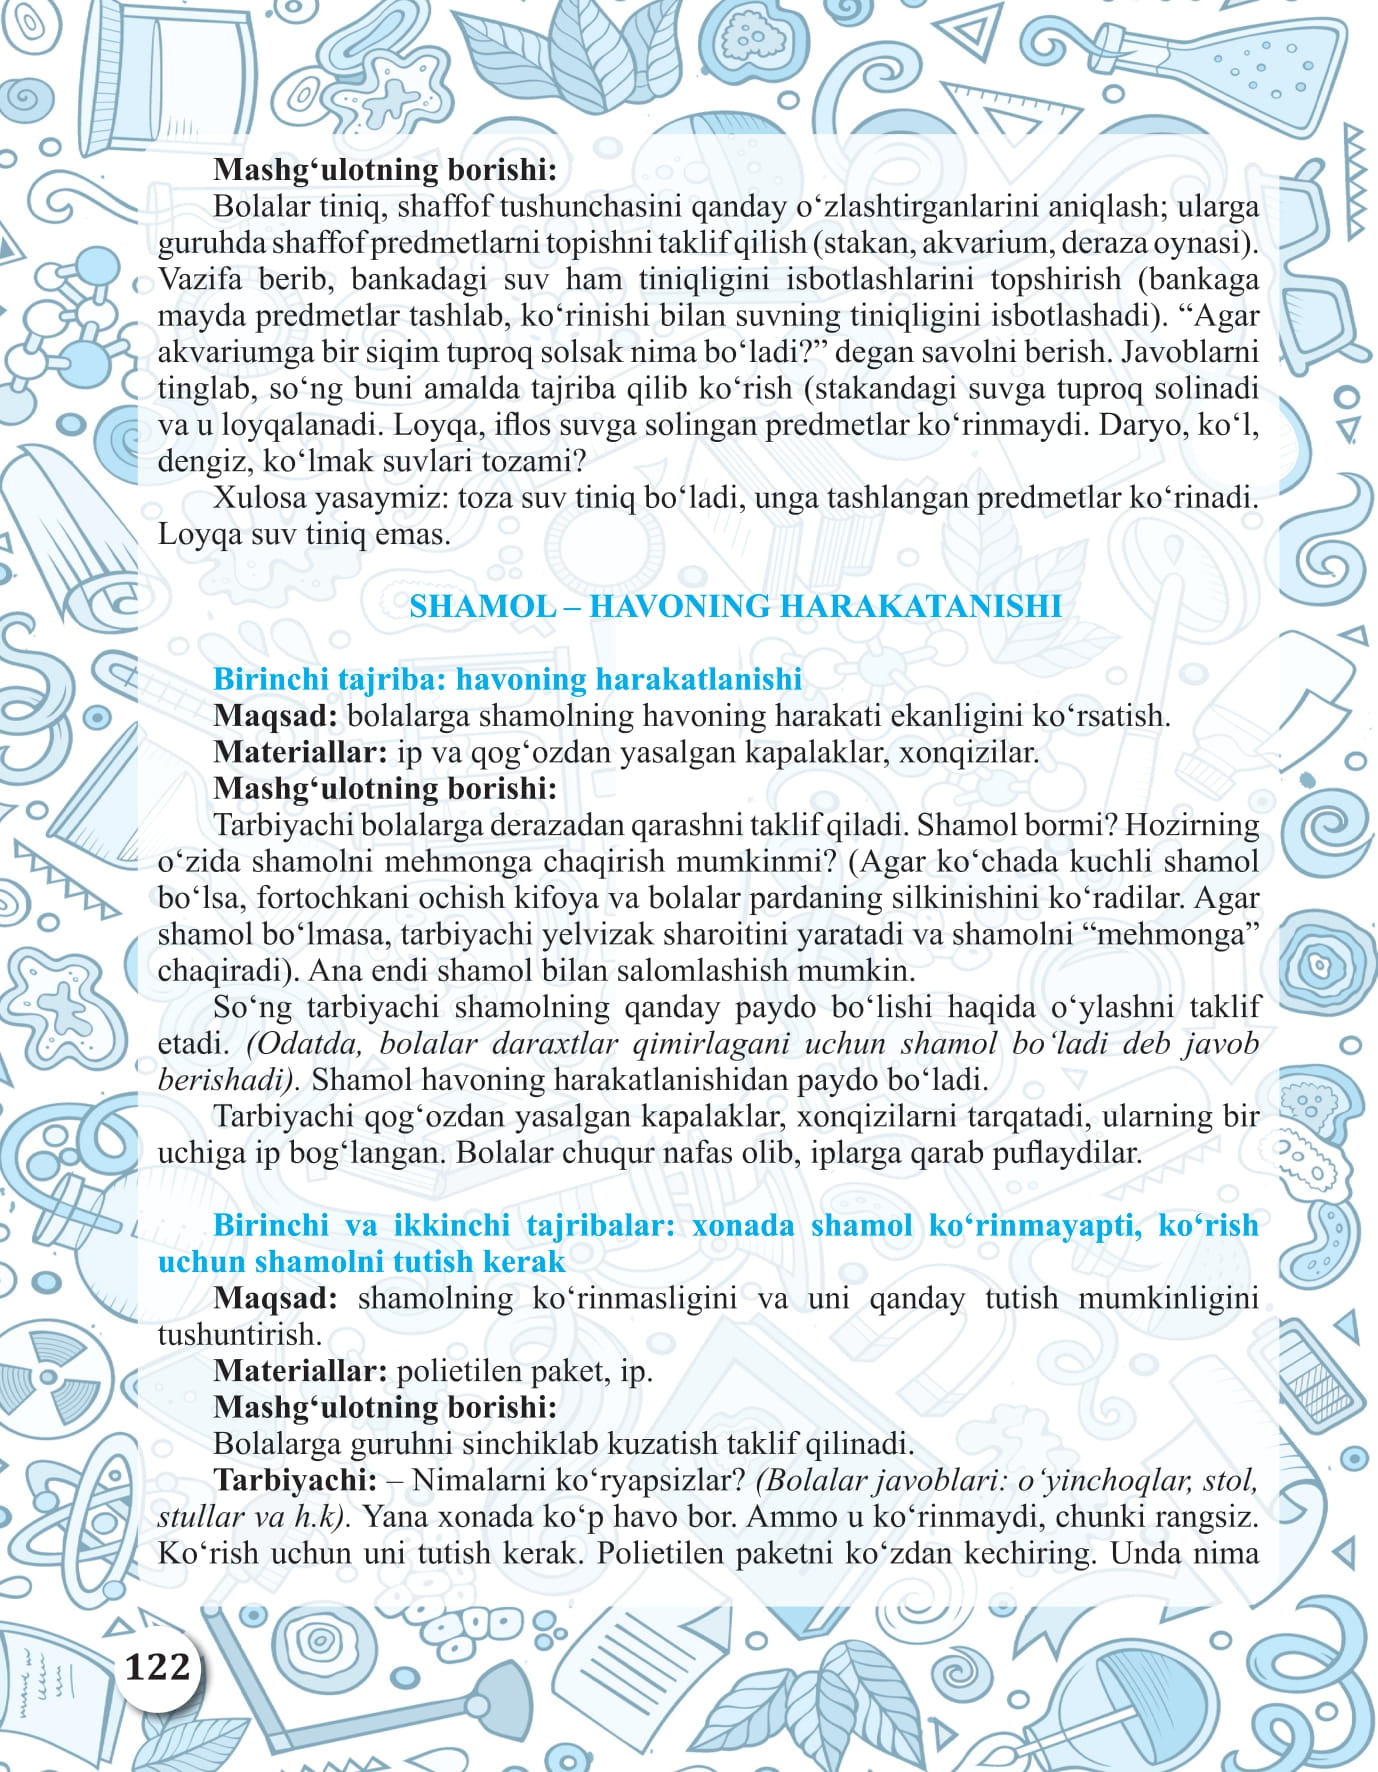 Mashg‘ulotning borishi:
Bolalar tiniq, shaffof tushunchasini qanday o‘zlashtirganlarini aniqlash; ularga
guruhda shaffof predmetlarni topishni taklif qilish (stakan, akvarium, deraza oynasi).
Vazifa berib, bankadagi suv ham tiniqligini isbotlashlarini topshirish (bankaga
mayda predmetlar tashlab, ko‘rinishi bilan suvning tiniqligini isbotlashadi). “Agar
akvariumga bir siqim tuproq solsak nima bo‘ladi?” degan savolni berish. Javoblarni
tinglab, so‘ng buni amalda tajriba qilib ko‘rish (stakandagi suvga tuproq solinadi
va u loyqalanadi. Loyqa, iflos suvga solingan predmetlar ko‘rinmaydi. Daryo, ko‘l,
dengiz, ko‘lmak suvlari tozami?
Xulosa yasaymiz: toza suv tiniq bo‘ladi, unga tashlangan predmetlar ko‘rinadi.
Loyqa suv tiniq emas.
SHAMOL – HAVONING HARAKATANISHI
Birinchi tajriba: havoning harakatlanishi
Maqsad: bolalarga shamolning havoning harakati ekanligini ko‘rsatish.
Materiallar: ip va qog‘ozdan yasalgan kapalaklar, xonqizilar.
Mashg‘ulotning borishi:
Tarbiyachi bolalarga derazadan qarashni taklif qiladi. Shamol bormi? Hozirning
o‘zida shamolni mehmonga chaqirish mumkinmi? (Agar ko‘chada kuchli shamol
bo‘lsa, fortochkani ochish kifoya va bolalar pardaning silkinishini ko‘radilar. Agar
shamol bo‘lmasa, tarbiyachi yelvizak sharoitini yaratadi va shamolni “mehmonga”
chaqiradi). Ana endi shamol bilan salomlashish mumkin.
So‘ng tarbiyachi shamolning qanday paydo bo‘lishi haqida o‘ylashni taklif
etadi. (Odatda, bolalar daraxtlar qimirlagani uchun shamol bo‘ladi deb javob
berishadi). Shamol havoning harakatlanishidan paydo bo‘ladi.
Tarbiyachi qog‘ozdan yasalgan kapalaklar, xonqizilarni tarqatadi, ularning bir
uchiga ip bog‘langan. Bolalar chuqur nafas olib, iplarga qarab puflaydilar.
Birinchi va ikkinchi tajribalar: xonada shamol ko‘rinmayapti, ko‘rish
uchun shamolni tutish kerak
Maqsad: shamolning ko‘rinmasligini va uni qanday tutish mumkinligini
tushuntirish.
Materiallar: polietilen paket, ip.
Mashg‘ulotning borishi:
Bolalarga guruhni sinchiklab kuzatish taklif qilinadi.
Tarbiyachi: – Nimalarni ko‘ryapsizlar? (Bolalar javoblari: o‘yinchoqlar, stol,
stullar va h.k). Yana xonada ko‘p havo bor. Ammo u ko‘rinmaydi, chunki rangsiz.
Ko‘rish uchun uni tutish kerak. Polietilen paketni ko‘zdan kechiring. Unda nima
122